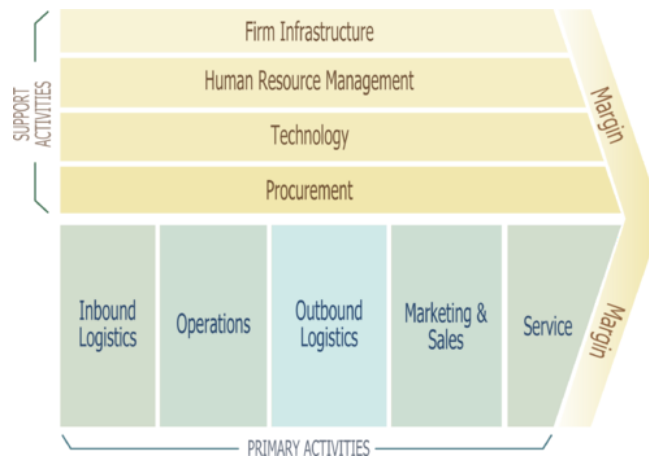 Firm Infrastructure
Human Resource Management
Technology
Procurement
SUPPORT
ACTIVITIES
Margin
Inbound
Logistics
Operations
Outbound
Logistics
Marketing &
Sales
Service
Margin
PRIMARY ACTIVITIES